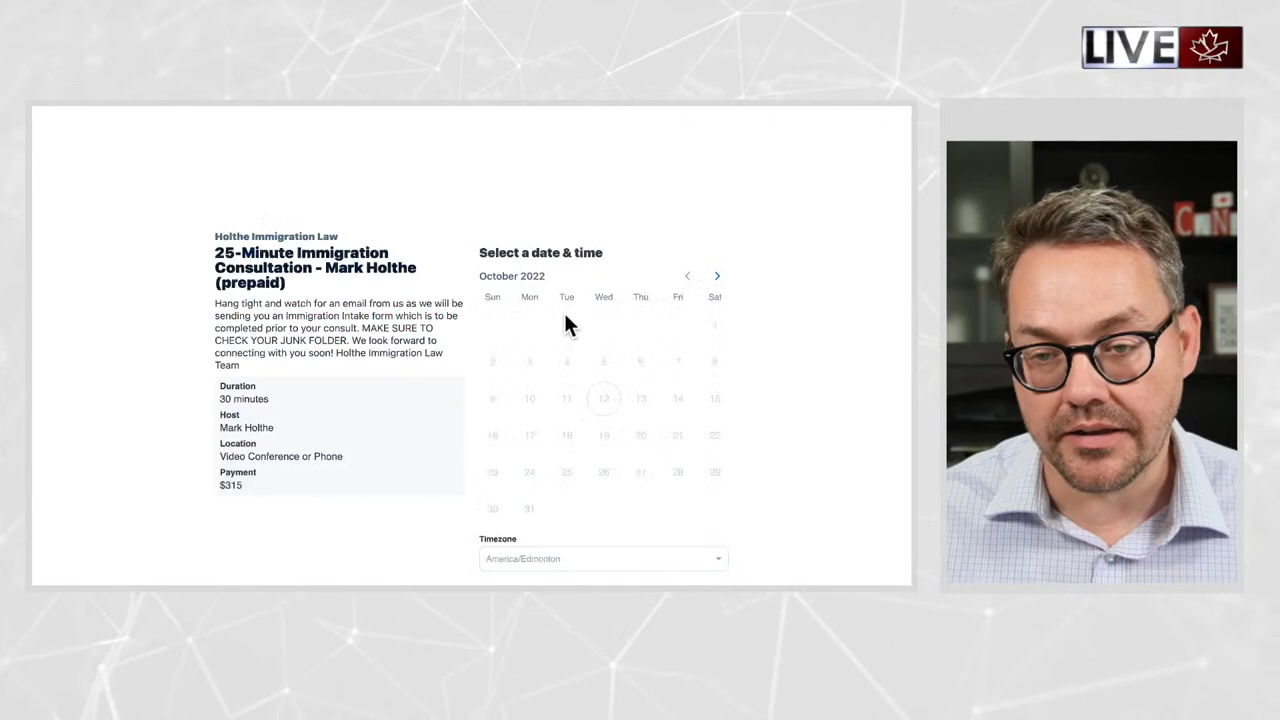 LIVE
Holthe Immigration Law
25-Minute Immigration
Consultation - Mark Holthe
(prepaid)
Hang tight and watch for an email from us as we will be
sending you an Immigration Intake form which is to be
completed prior to your consult. MAKE SURE TO
CHECK YOUR JUNK FOLDER. We look forward to
connecting with you soon! Holthe Immigration Law
Team
Duration
30 minutes
Host
Mark Holthe
Location
Video Conference or Phone
Payment
$315
Select a date & time
October 2022
Sun Mon Tue Wed Thu Fri Sat
1
2 3 4 5 6 7 8
9 10 11 12 13 14 15
16 17 18 19 20 21 22
23 24 25 26 27 28 29
30 31
Timezone
America/Edmonton